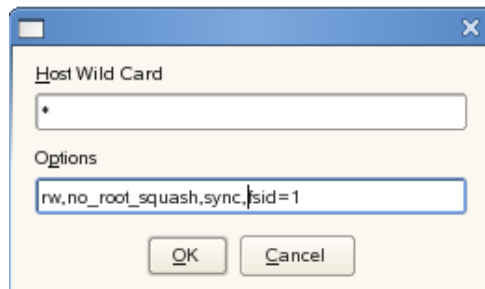 Host Wild Card
*
Options
rw,no_root_squash,sync,fsid=1
OK
Cancel